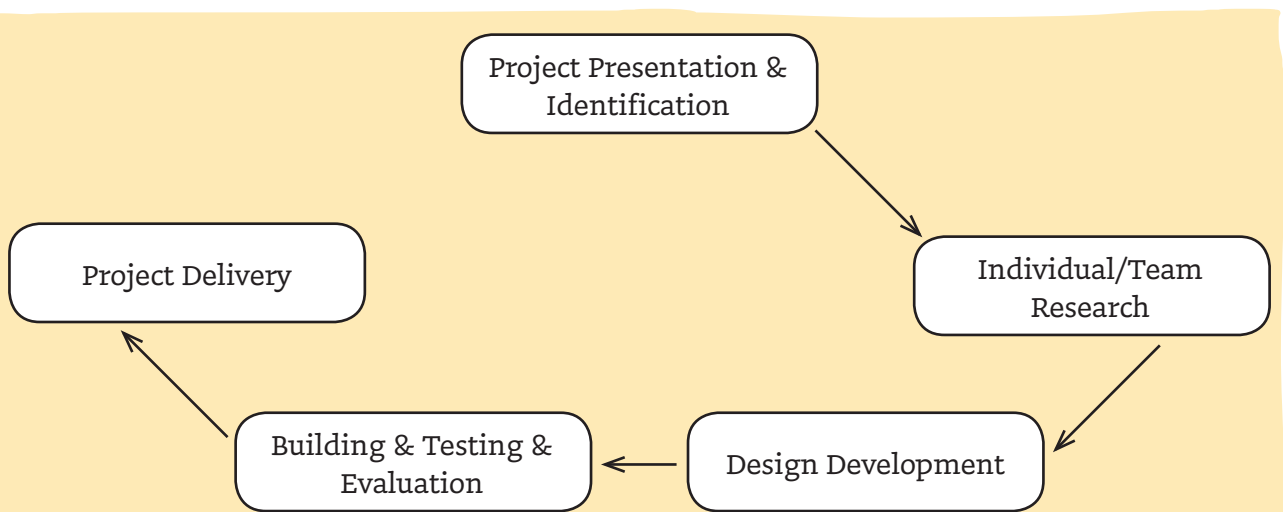 Project Presentation &
Identification
Individual/Team
Research
Design Development
Building & Testing &
Evaluation
Project Delivery